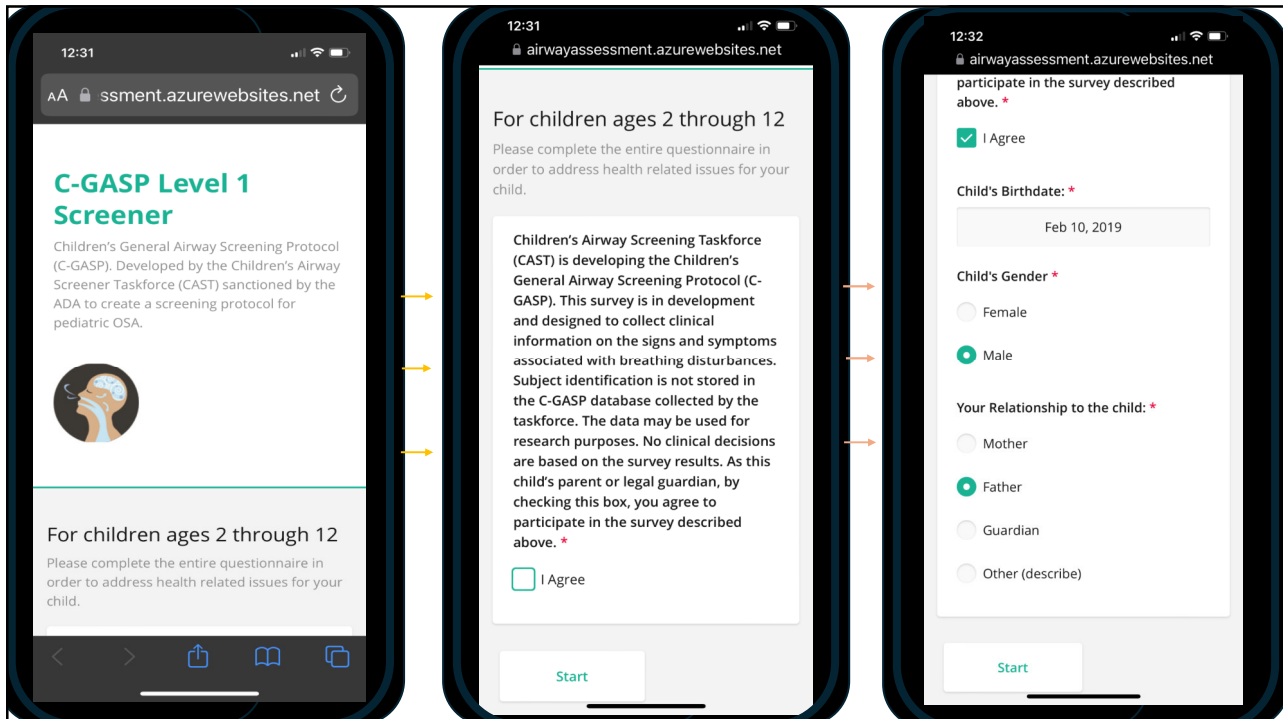 12:31
AA ssment.azurewebsites.net
C-GASP Level 1
Screener
Children's General Airway Screening Protocol
(C-GASP). Developed by the Children's Airway
Screener Taskforce (CAST) sanctioned by the
ADA to create a screening protocol for
pediatric OSA.
For children ages 2 through 12
Please complete the entire questionnaire in
order to address health related issues for your
child.
12:31
airwayassessment.azurewebsites.net
For children ages 2 through 12
Please complete the entire questionnaire in
order to address health related issues for your
child.
Children's Airway Screening Taskforce
(CAST) is developing the Children's
General Airway Screening Protocol (C-
GASP). This survey is in development
and designed to collect clinical
information on the signs and symptoms
associated with breathing disturbances.
Subject identification is not stored in
the C-GASP database collected by the
taskforce. The data may be used for
research purposes. No clinical decisions
are based on the survey results. As this
child's parent or legal guardian, by
checking this box, you agree to
participate in the survey described
above. *
I Agree
Start
12:32
airwayassessment.azurewebsites.net
participate in the survey described
above. *
I Agree
Child's Birthdate: *
Feb 10, 2019
Child's Gender *
Female
Male
Your Relationship to the child: *
Mother
Father
Guardian
Other (describe)
Start